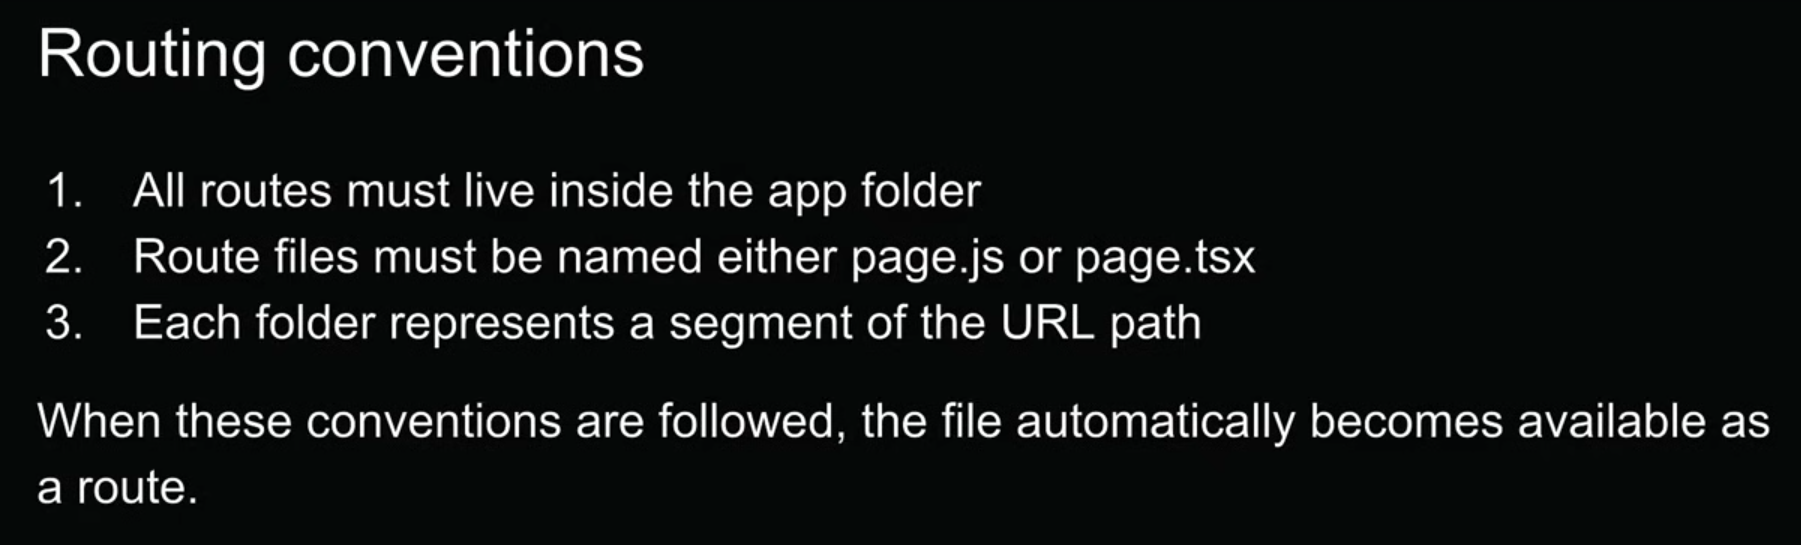 Routing conventions
1. All routes must live inside the app folder
2. Route files must be named either page.js or page.tsx
3. Each folder represents a segment of the URL path
When these conventions are followed, the file automatically becomes available as
a route.